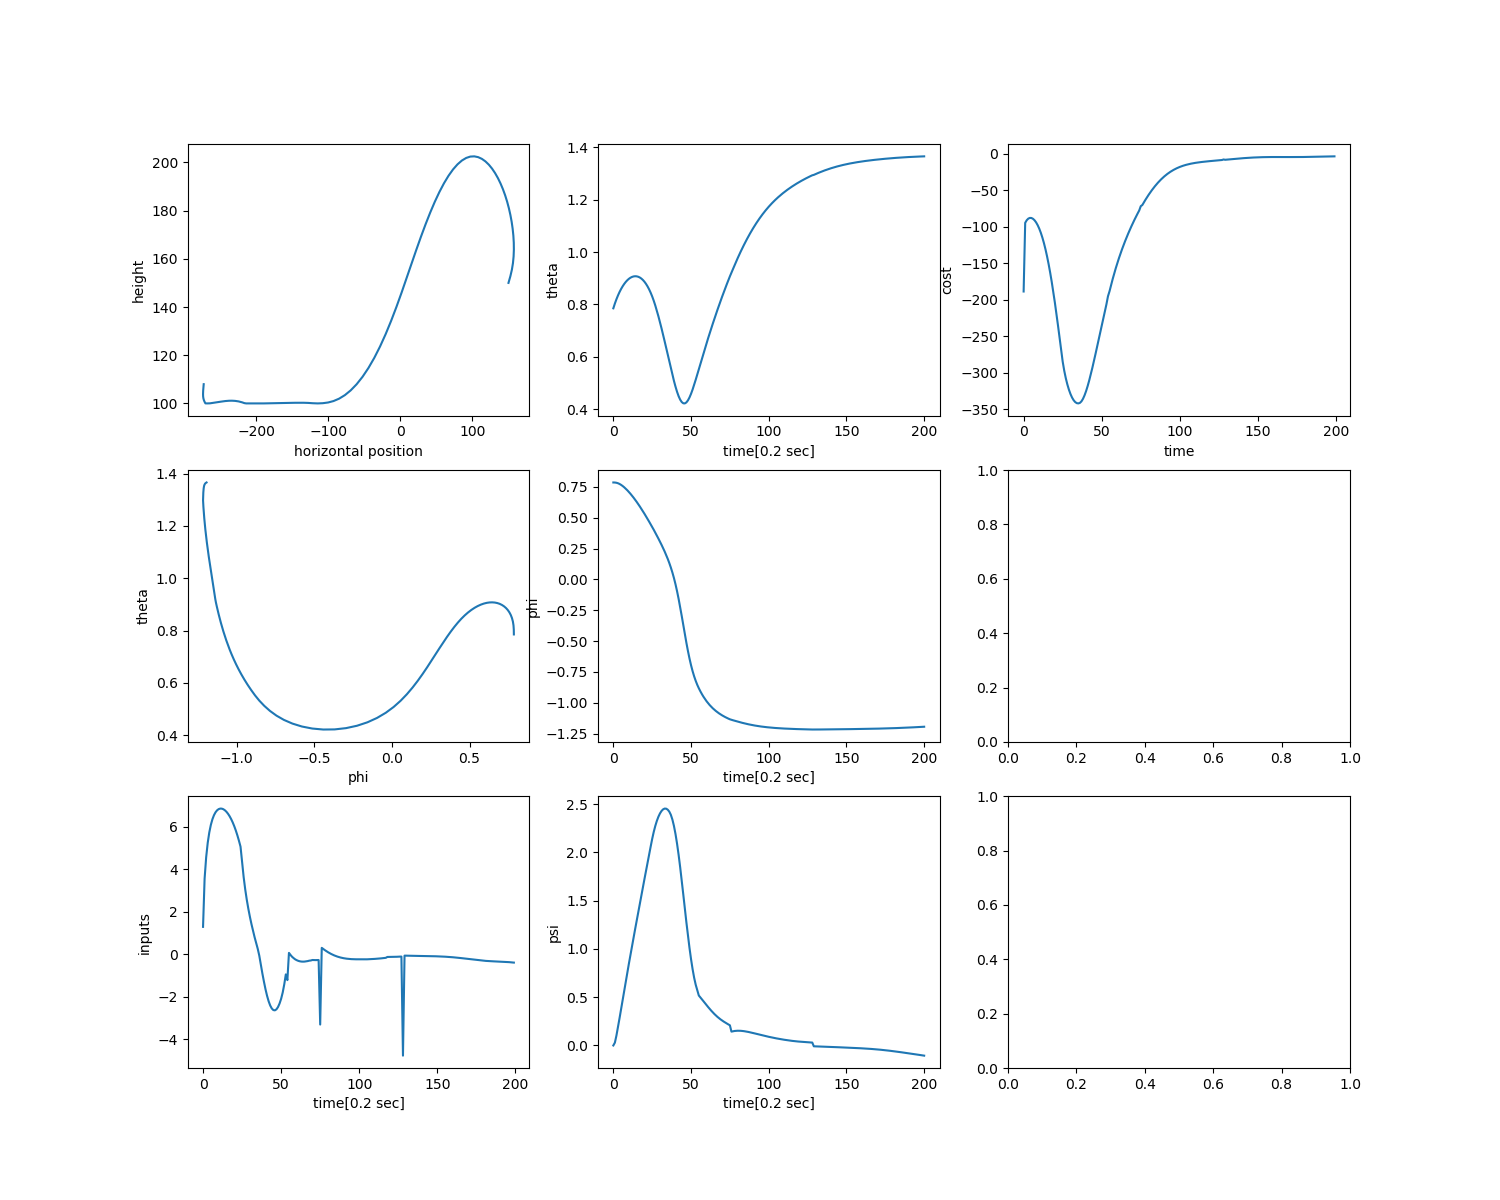 200
180
160
140
120
100
height
−200 −100 0 100
horizontal position
1.4
1.2
1.0
0.8
0.6
0.4
theta
0 50 100 150 200
time[0.2 sec]
0
−50
−100
−150
−200
−250
−300
−350
cost
0 50 100 150 200
time
1.4
1.2
1.0
0.8
0.6
0.4
theta
−1.0 −0.5 0.0 0.5
phi
0.75
0.50
0.25
0.00
−0.25
−0.50
−0.75
−1.00
−1.25
phi
0 50 100 150 200
time[0.2 sec]
1.0
0.8
0.6
0.4
0.2
0.0
0.0 0.2 0.4 0.6 0.8 1.0
6
4
2
0
−2
−4
inputs
0 50 100 150 200
time[0.2 sec]
2.5
2.0
1.5
1.0
0.5
0.0
psi
0 50 100 150 200
time[0.2 sec]
1.0
0.8
0.6
0.4
0.2
0.0
0.0 0.2 0.4 0.6 0.8 1.0